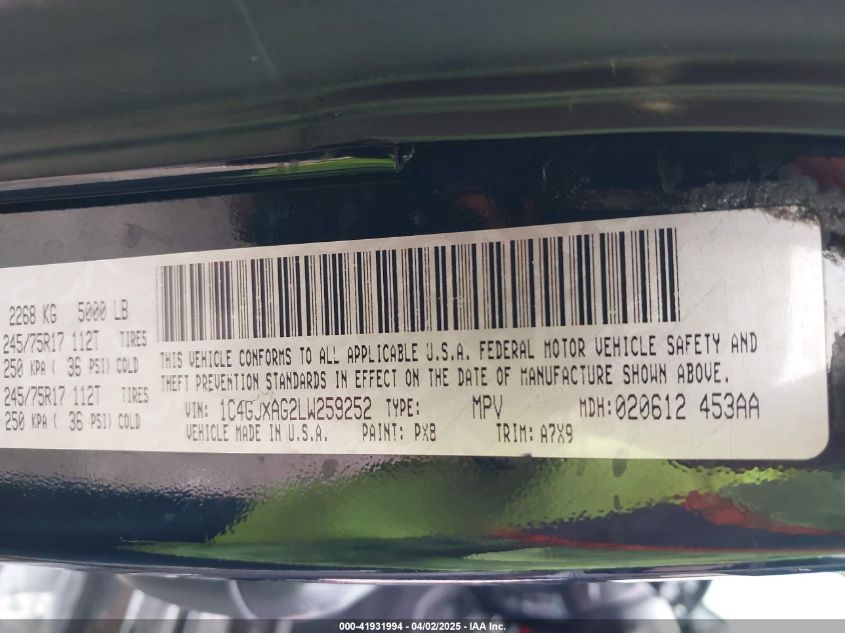 2268 KG 5000 LB
245/75R17 112T TIRES
250 KPA ( 36 PSI) COLD
245/75R17 112T TIRES
250 KPA ( 36 PSI) COLD
THIS VEHICLE CONFORMS TO ALL APPLICABLE U.S.A. FEDERAL MOTOR VEHICLE SAFETY AND
THEFT PREVENTION STANDARDS IN EFFECT ON THE DATE OF MANUFACTURE SHOWN ABOVE.
VIN: 1C4GJXAG2LW259252 TYPE: MPV MDH: 020612 453AA
VEHICLE MADE IN U.S.A. PAINT: PX8 TRIM: A7X9
000-41931994 - 04/02/2025 - IAA Inc.